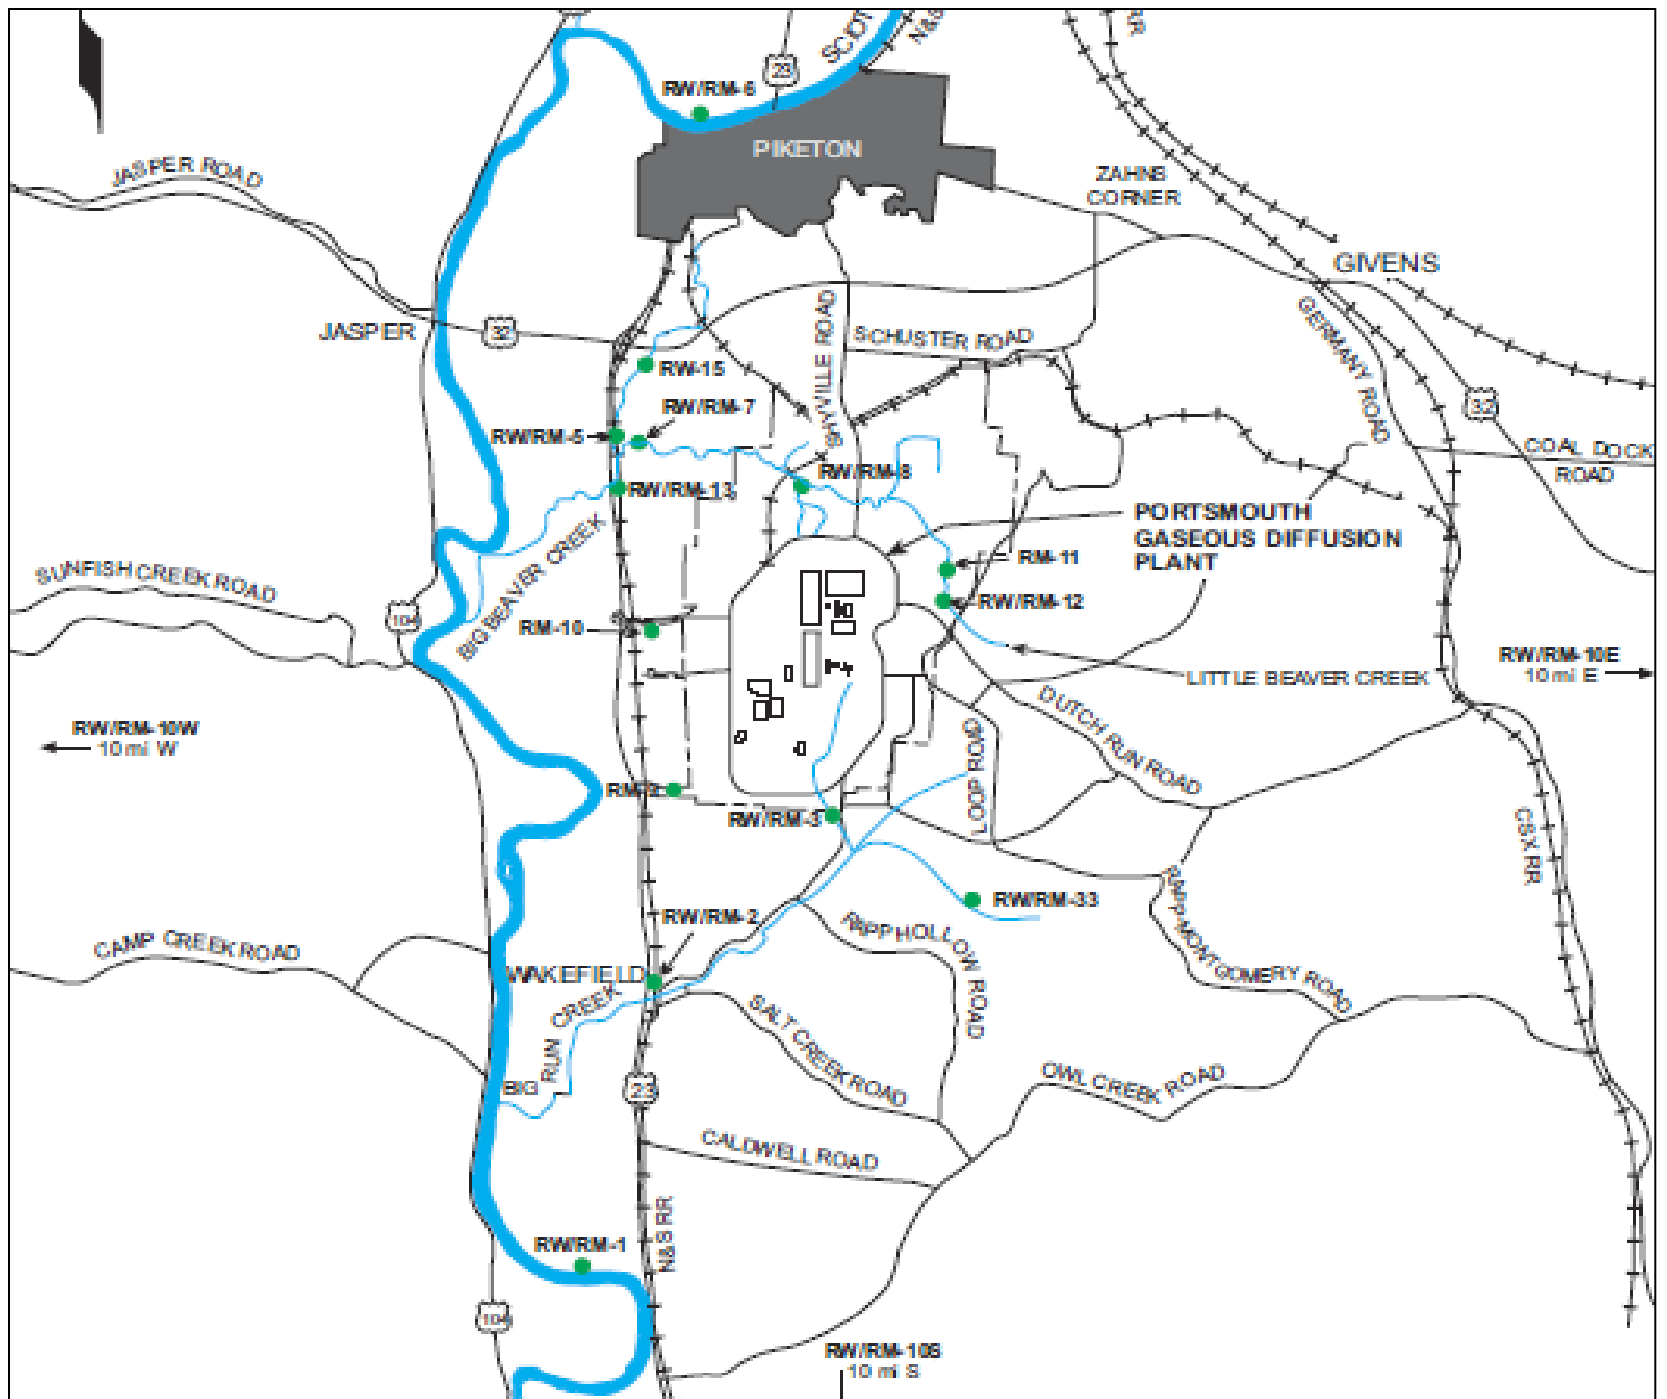 SCIOT
N&S
RR
23
RW/RM-6
PIKETON
JASPER ROAD
ZAHNS
CORNER
GIVENS
JASPER
32
SHYVILLE ROAD
SCHUSTER ROAD
GERMANY ROAD
RW-15
RW/RM-7
32
RW/RM-5
COAL DOCK
ROAD
RW/RM-8
RW/RM-13
PORTSMOUTH
GASEOUS DIFFUSION
PLANT
BIG BEAVER CREEK
RM-11
SUNFISH CREEK ROAD
RW/RM-12
104
RM-10
RW/RM-10E
10 mi E
LITTLE BEAVER CREEK
DUTCH RUN ROAD
RW/RM-10W
10 mi W
LOOP ROAD
RW/RM-3
CSX RR
RW/RM-33
RW/RM-2
RAPP HOLLOW ROAD
RAPP-MONTGOMERY ROAD
CAMP CREEK ROAD
WAKEFIELD
BIG RUN CREEK
SALT CREEK ROAD
OWL CREEK ROAD
23
CALDWELL ROAD
N&S RR
RW/RM-1
104
RW/RM-10S
10 mi S